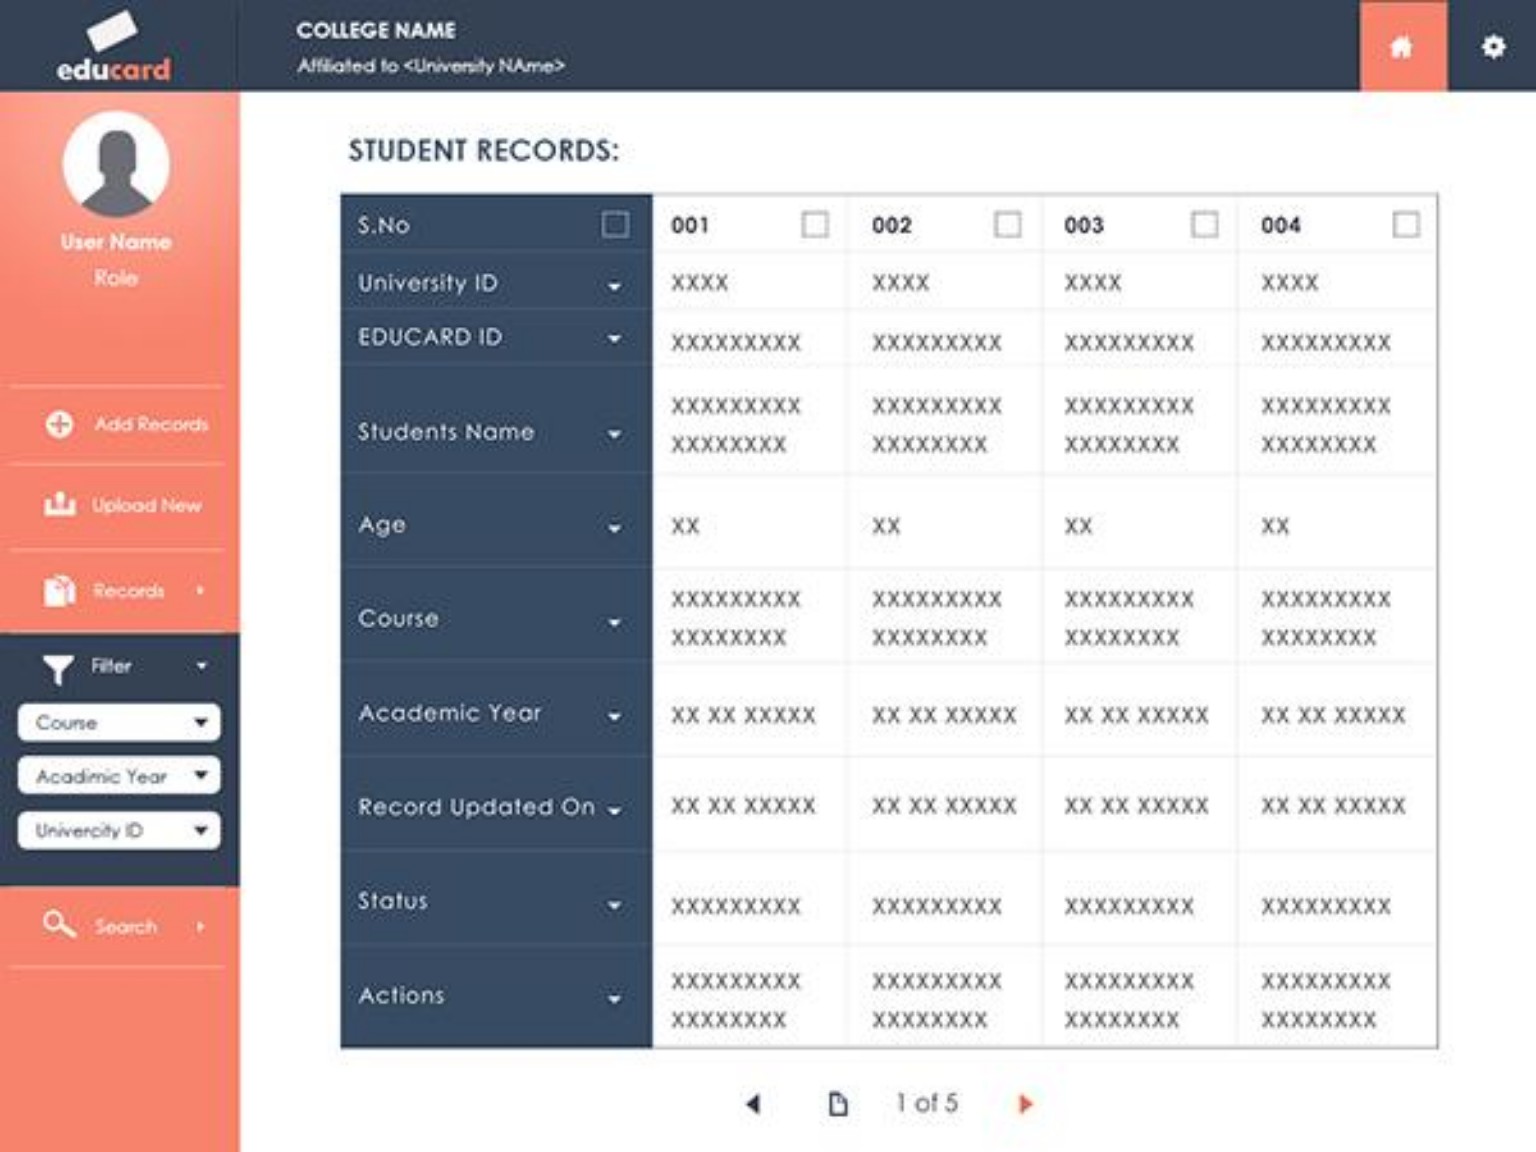 educard
COLLEGE NAME
Affiliated to <University NAme>
User Name
Role
Add Records
Upload New
Records
Filter
Course
Acadimic Year
Univercity ID
Search
STUDENT RECORDS:
S.No 001 002 003 004
University ID XXXX XXXX XXXX XXXX
EDUCARD ID XXXXXXXXX XXXXXXXXX XXXXXXXXX XXXXXXXXX
Students Name XXXXXXXXX XXXXXXXXX XXXXXXXXX XXXXXXXXX
XXXXXXXX XXXXXXXX XXXXXXXX XXXXXXXX
Age XX XX XX XX
Course XXXXXXXXX XXXXXXXXX XXXXXXXXX XXXXXXXXX
XXXXXXXX XXXXXXXX XXXXXXXX XXXXXXXX
Academic Year XX XX XXXXX XX XX XXXXX XX XX XXXXX XX XX XXXXX
Record Updated On XX XX XXXXX XX XX XXXXX XX XX XXXXX XX XX XXXXX
Status XXXXXXXXX XXXXXXXXX XXXXXXXXX XXXXXXXXX
Actions XXXXXXXXX XXXXXXXXX XXXXXXXXX XXXXXXXXX
XXXXXXXX XXXXXXXX XXXXXXXX XXXXXXXX
1 of 5